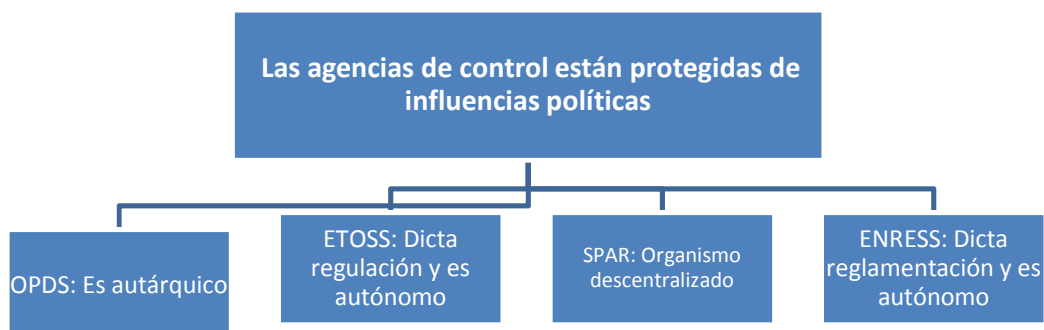 Las agencias de control están protegidas de
influencias políticas
OPDS: Es autárquico
ETOSS: Dicta
regulación y es
autónomo
SPAR: Organismo
descentralizado
ENRESS: Dicta
reglamentación y es
autónomo